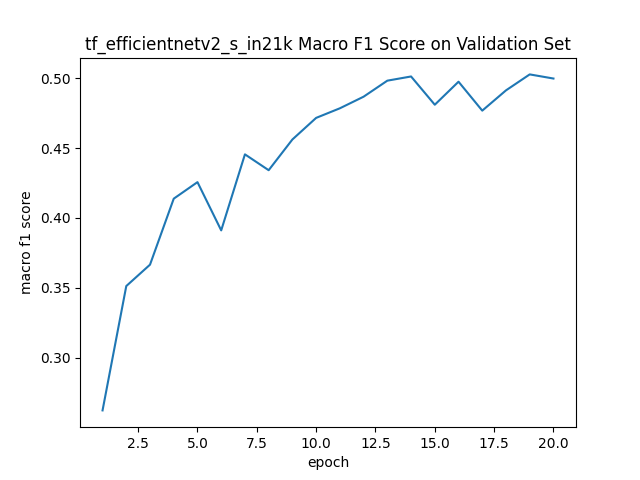 tf_efficientnetv2_s_in21k Macro F1 Score on Validation Set
macro f1 score
0.50
0.45
0.40
0.35
0.30
2.5 5.0 7.5 10.0 12.5 15.0 17.5 20.0
epoch